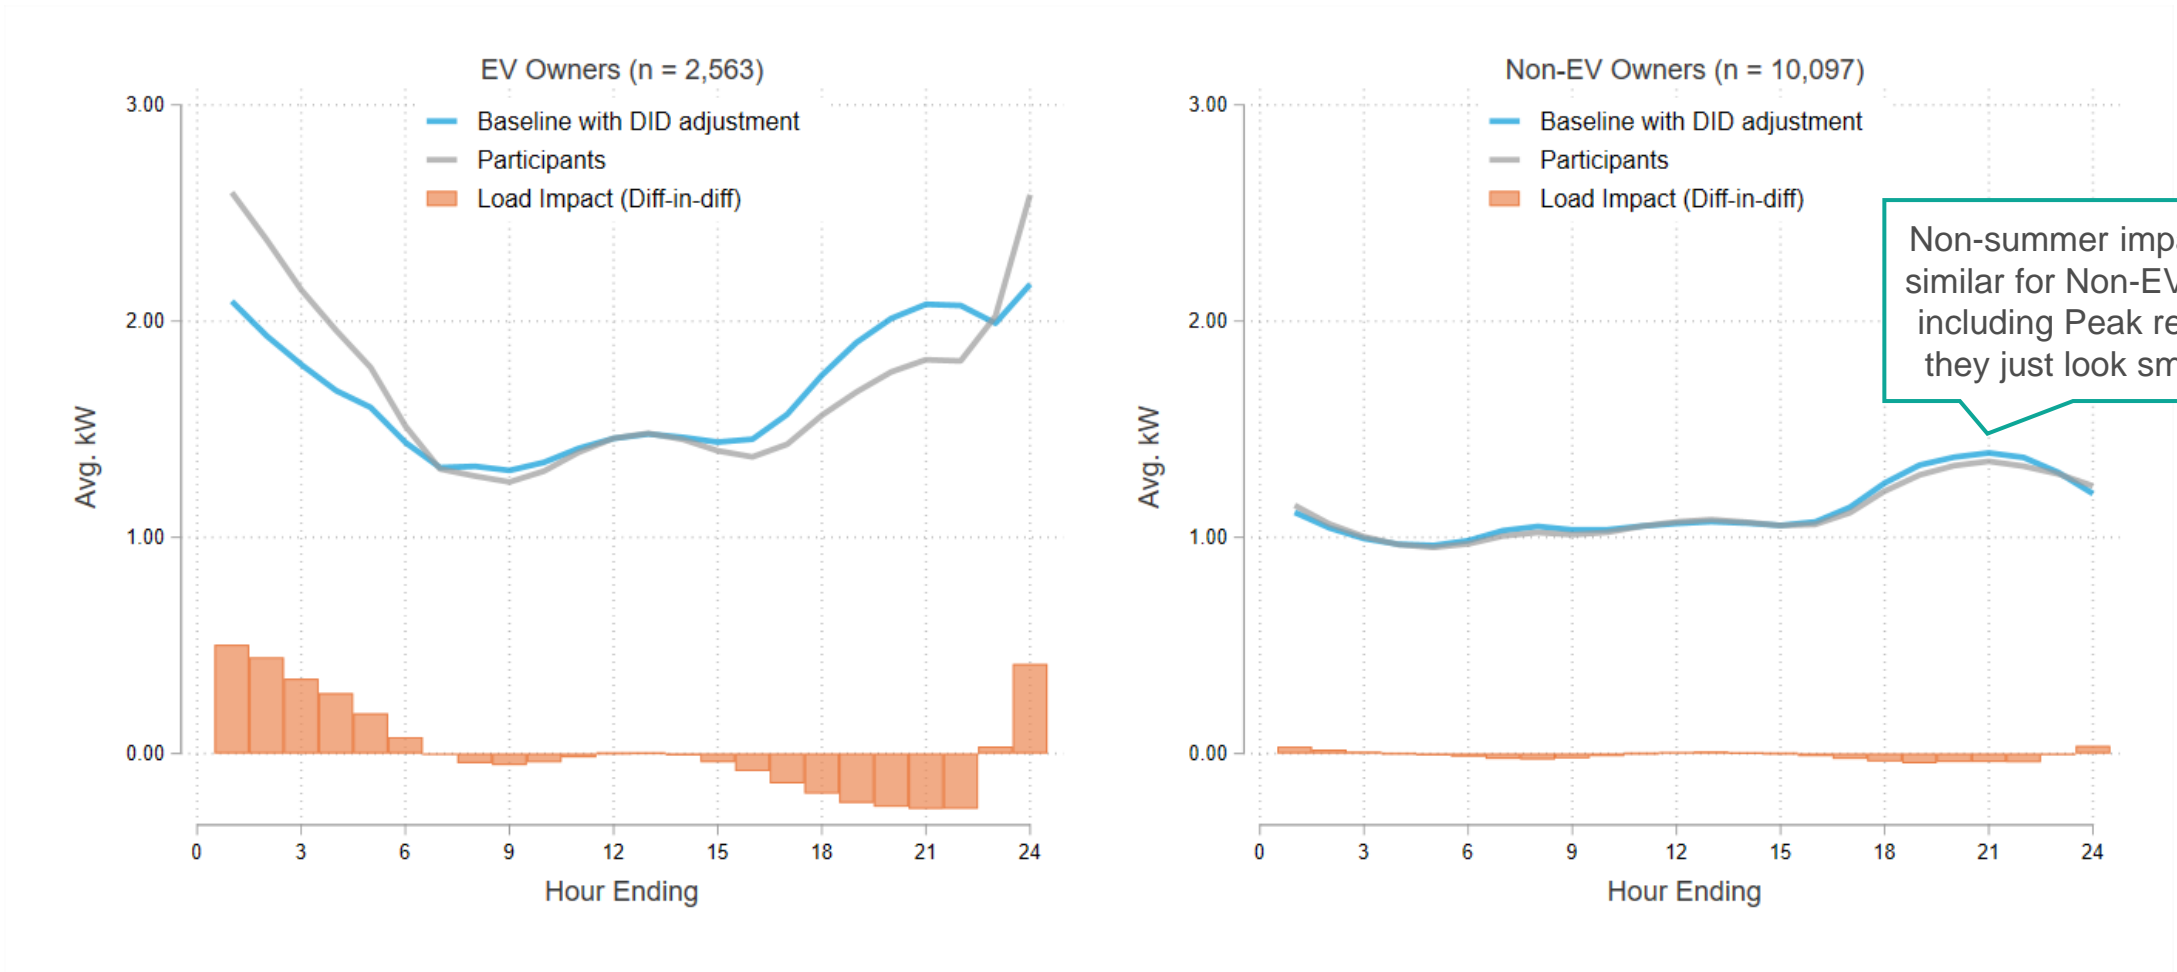 EV Owners (n = 2,563)
Baseline with DID adjustment
Participants
Load Impact (Diff-in-diff)
3.00
2.00
1.00
0.00
Avg. kW
0
3
6
9
12
15
18
21
24
Hour Ending
Non-EV Owners (n = 10,097)
Baseline with DID adjustment
Participants
Load Impact (Diff-in-diff)
3.00
2.00
1.00
0.00
Avg. kW
0
3
6
9
12
15
18
21
24
Hour Ending
Non-summer
similar for Non-EV
including Peak
they just look